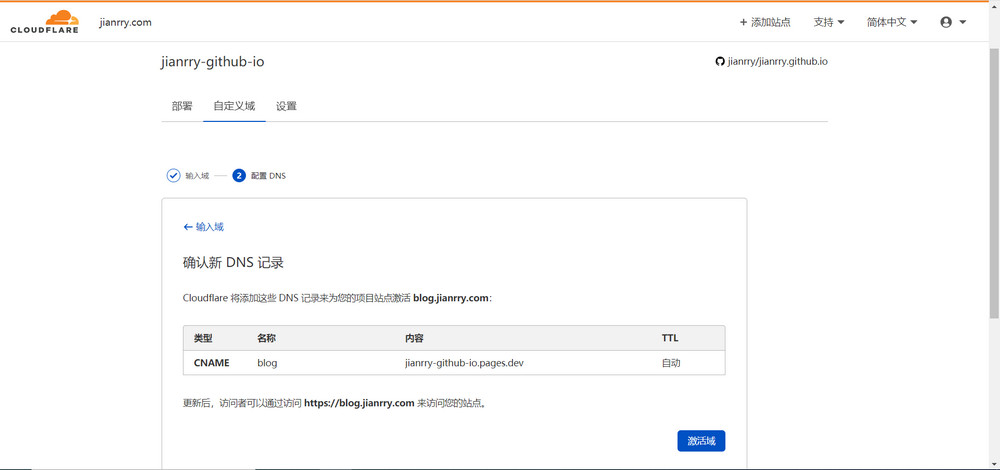 CLOUDFLARE jianrry.com + 添加站点 支持 简体中文
jianrry-github-io jianrry/jianrry.github.io
部署 自定义域 设置
输入域 2 配置 DNS
← 输入域
确认新 DNS 记录
Cloudflare 将添加这些 DNS 记录来为您的项目站点激活 blog.jianrry.com：
类型 名称 内容 TTL
CNAME blog jianrry-github-io.pages.dev 自动
更新后，访问者可以通过访问 https://blog.jianrry.com 来访问您的站点。
激活域